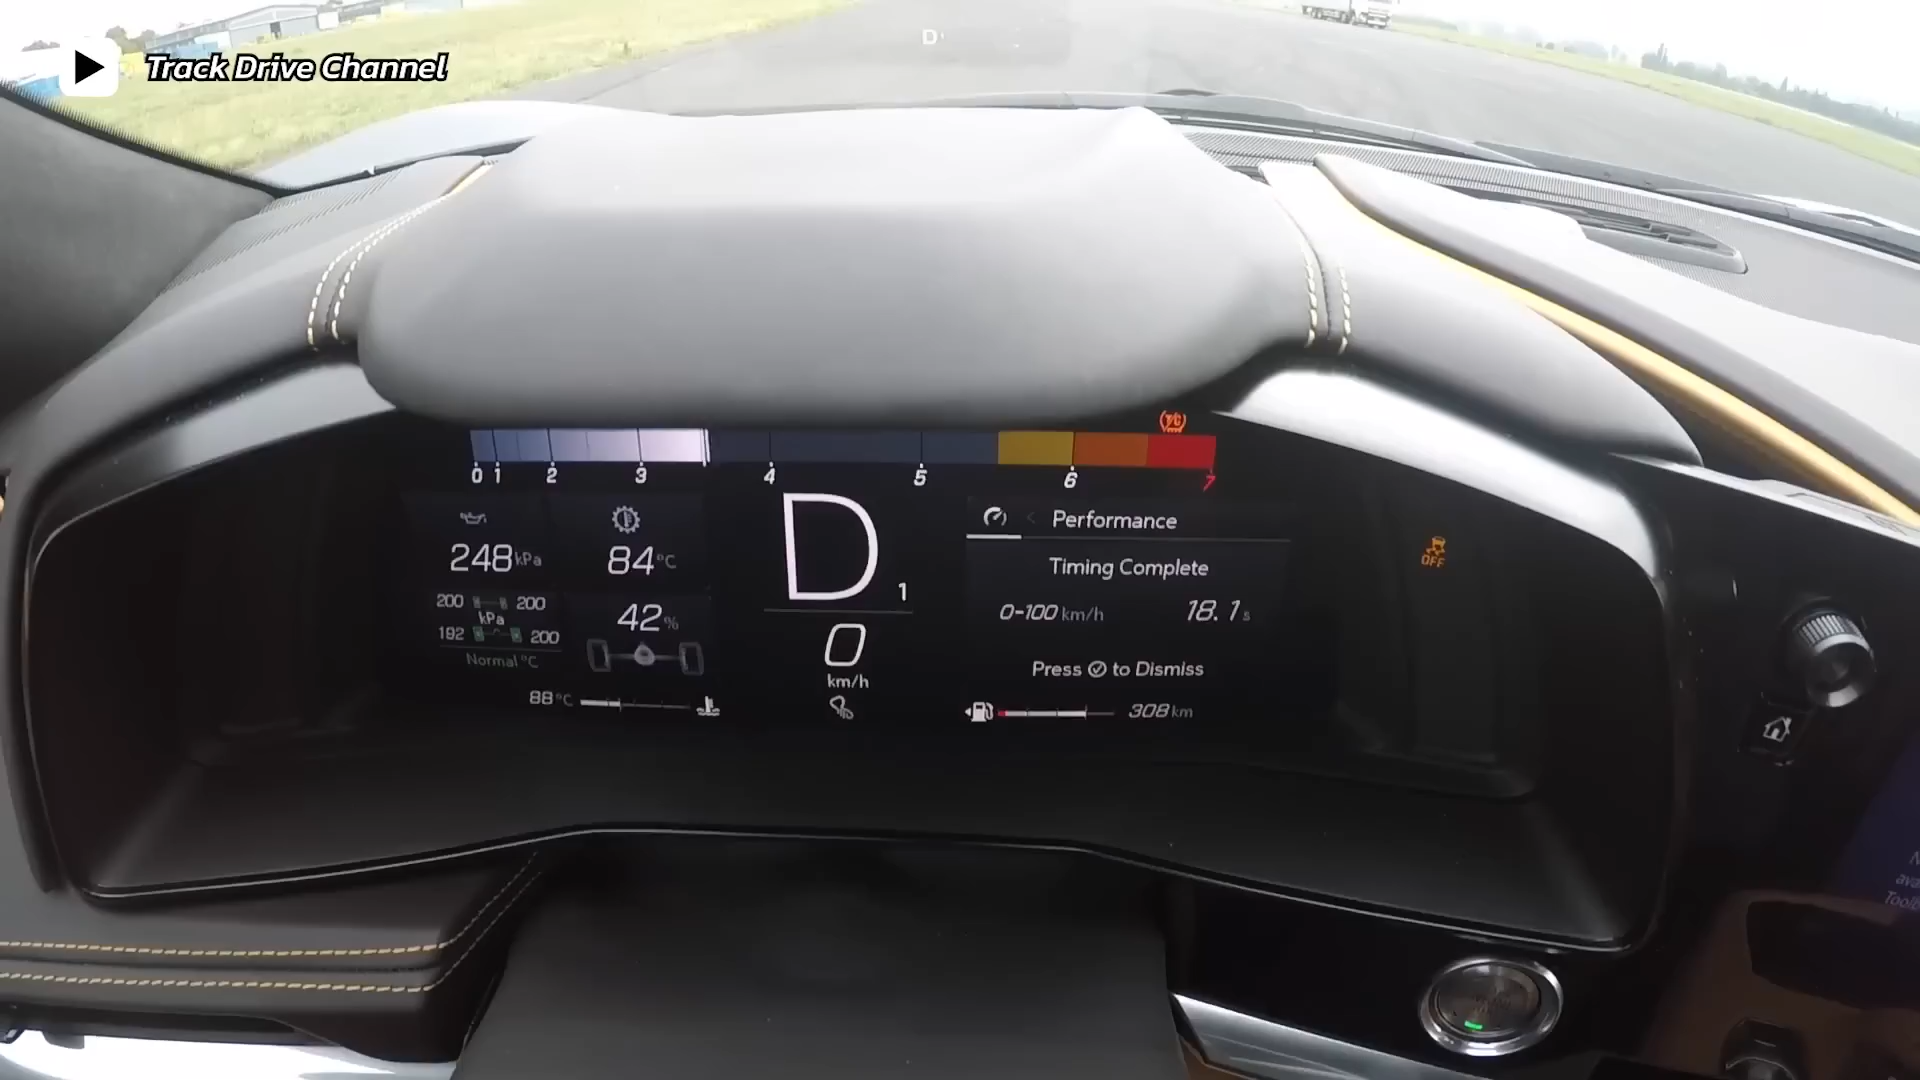 Track Drive Channel
D
0 1 2 3 4 5 6 7
248 kPa
84 °C
200 200
kPa
192 200
Normal °C
42 %
88 °C
D 1
0
km/h
Performance
Timing Complete
0-100 km/h 18.1 s
Press to Dismiss
308 km
OFF